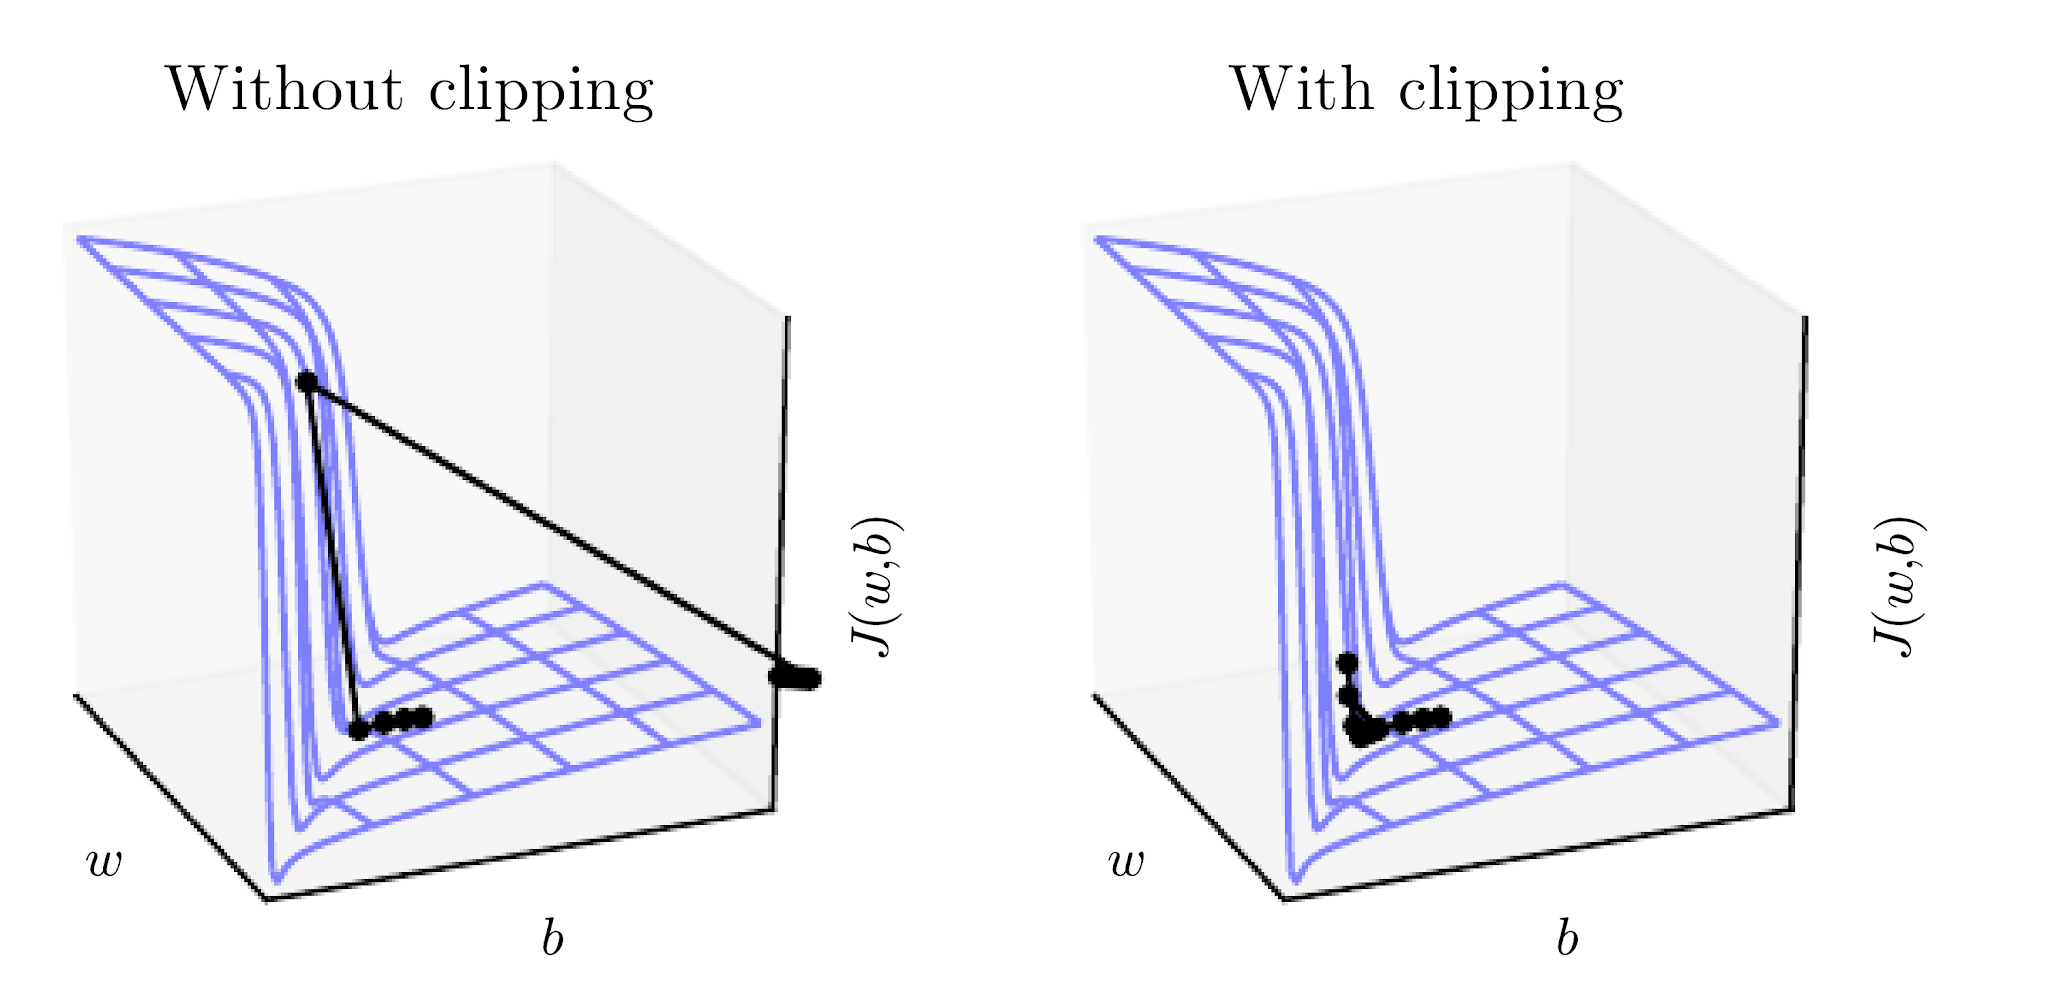 Without clipping
With clipping
J(w,b)
w
b
J(w,b)
w
b